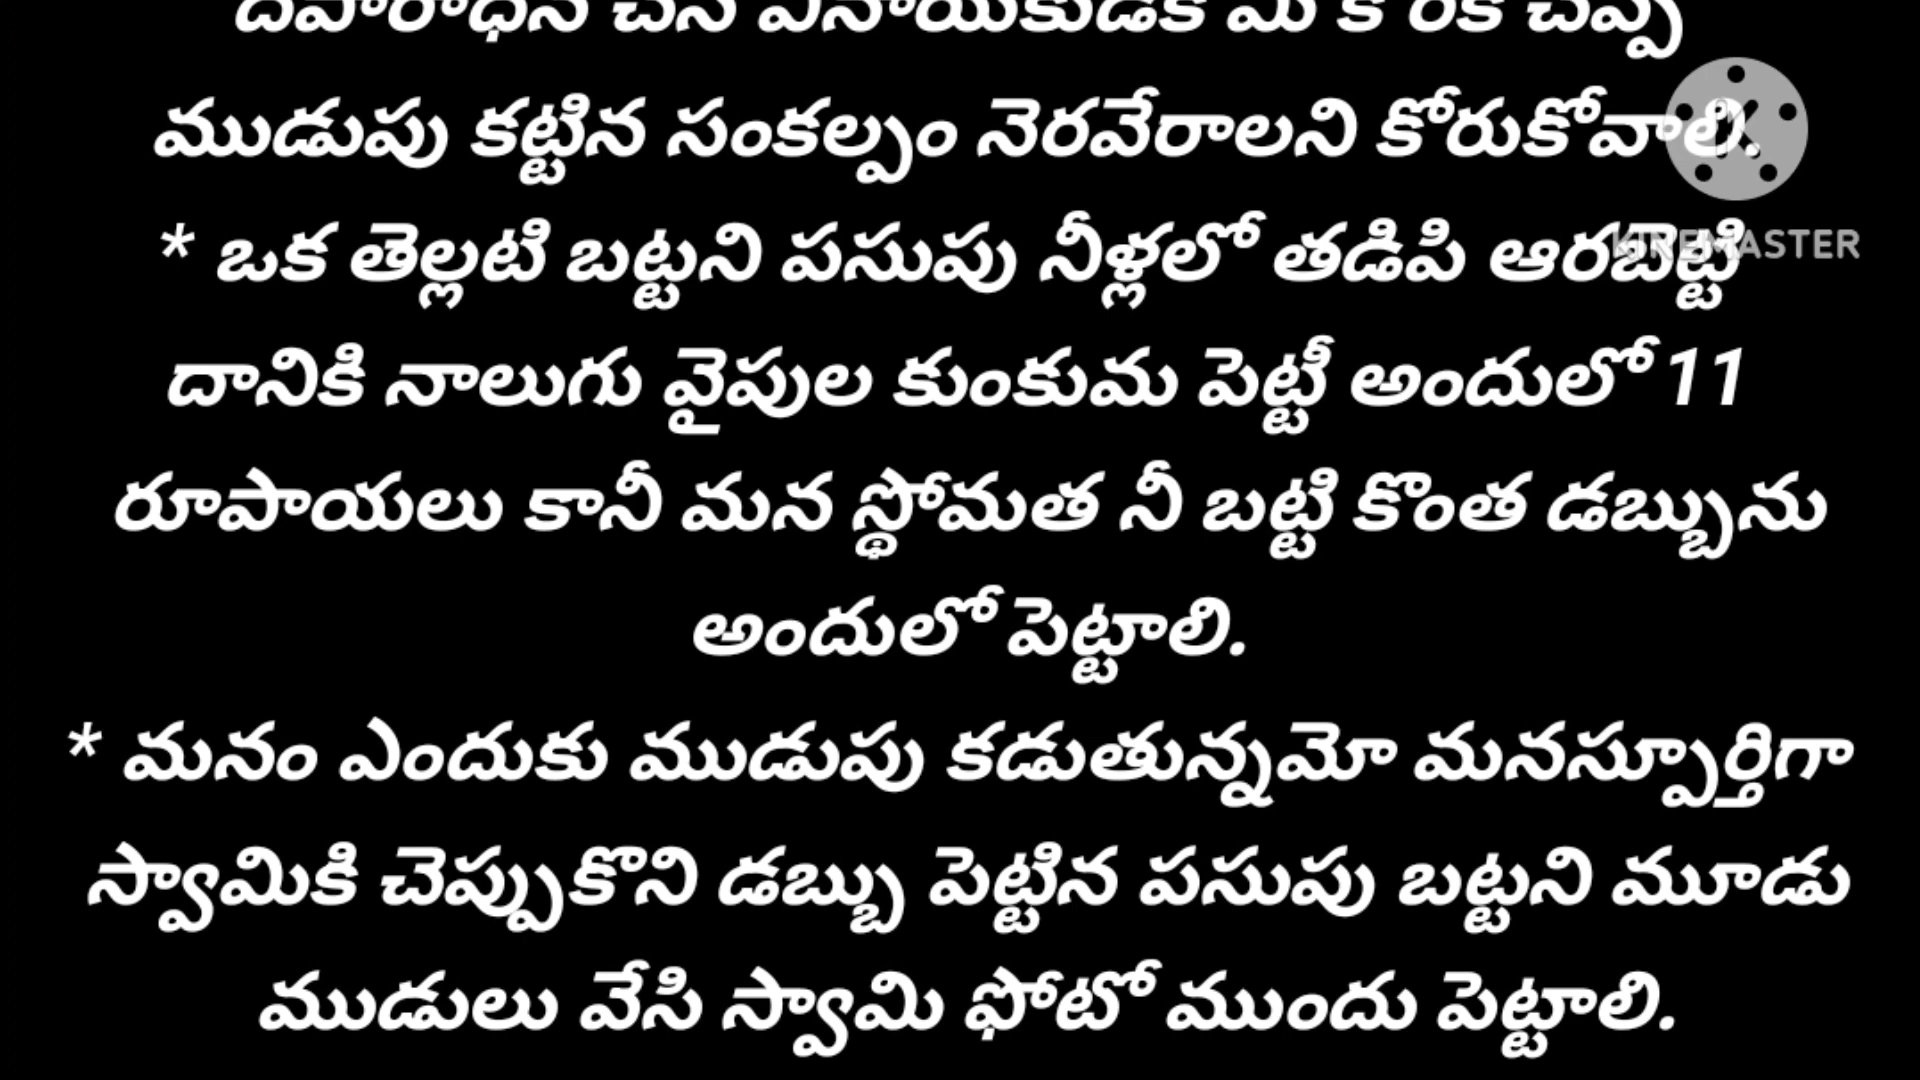 ముడుపు కట్టిన సంకల్పం నెరవేరాలని కోరుకోవాలి.
* ఒక తెల్లటి బట్టని పసుపు నీళ్లలో తడిపి ఆరబెట్టి
KINEMASTER
దానికి నాలుగు వైపుల కుంకుమ పెట్టీ అందులో 11
రూపాయలు కానీ మన స్థోమత నీ బట్టి కొంత డబ్బును
అందులో పెట్టాలి.
* మనం ఎందుకు ముడుపు కడుతున్నమో మనస్పూర్తిగా
స్వామికి చెప్పుకొని డబ్బు పెట్టిన పసుపు బట్టని మూడు
ముడులు వేసి స్వామి ఫోటో ముందు పెట్టాలి.